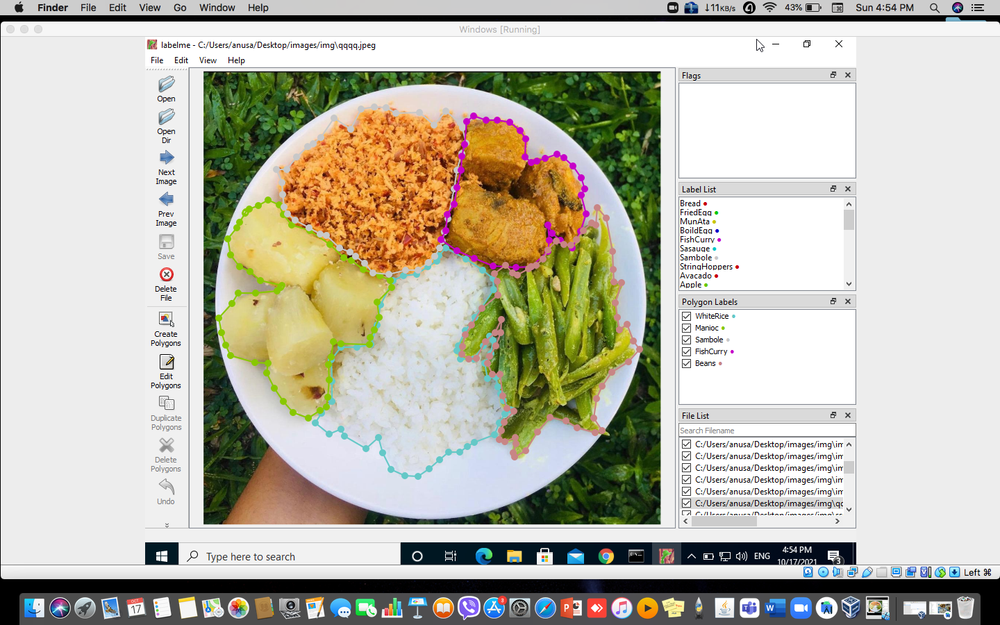 Finder File Edit View Go Window Help
11KB/s 43% Sun 4:54 PM
Windows [Running]
labelme - C:/Users/anusa/Desktop/images/img\qqqq.jpeg
File Edit View Help
Open
Open
Dir
Next
Image
Prev
Image
Save
Delete
File
Create
Polygons
Edit
Polygons
Duplicate
Polygons
Delete
Polygons
Undo
Flags
Label List
Bread
FriedEgg
MunAta
BoildEgg
FishCurry
Sasauge
Sambole
StringHoppers
Avacado
Apple
Polygon Labels
WhiteRice
Manioc
Sambole
FishCurry
Beans
File List
Search Filename
C:/Users/anusa/Desktop/images/img\im
C:/Users/anusa/Desktop/images/img\im
C:/Users/anusa/Desktop/images/img\im
C:/Users/anusa/Desktop/images/img\im
C:/Users/anusa/Desktop/images/img\im
C:/Users/anusa/Desktop/images/img\qc
Type here to search
ENG
4:54 PM
10/17/2021
3
Left ⌘
OCT
17
3